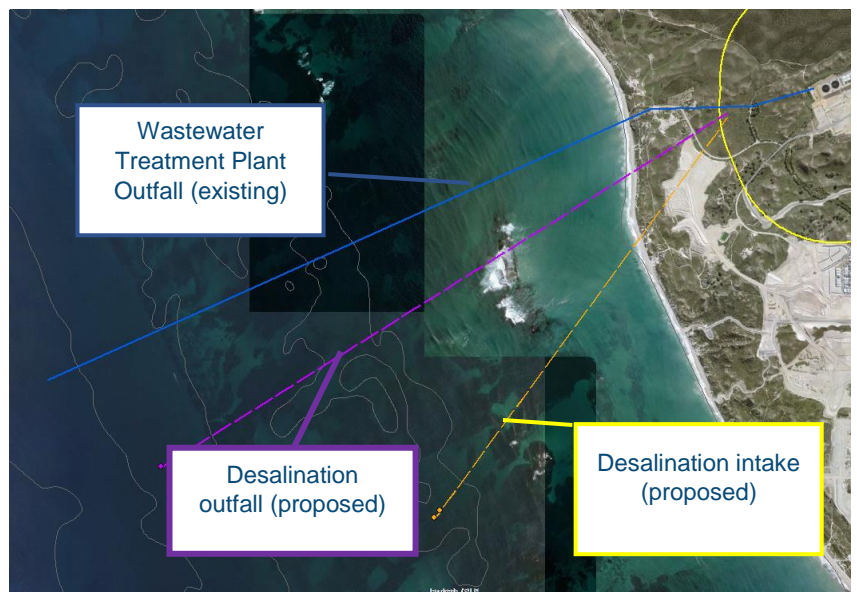 Wastewater
Treatment Plant
Outfall (existing)
Desalination
outfall (proposed)
Desalination intake
(proposed)